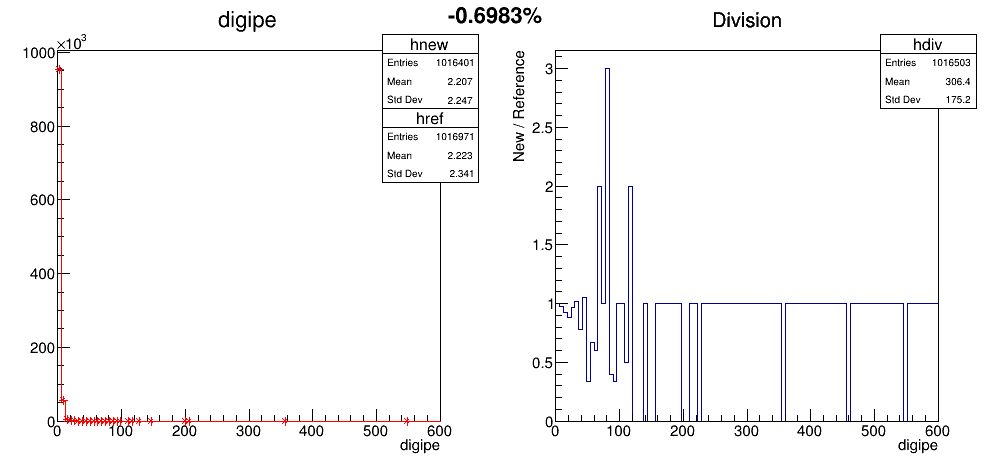 -0.6983%
digipe
×10³
1000
800
600
400
200
0
0 100 200 300 400 500 600
digipe
hnew
Entries 1016401
Mean 2.207
Std Dev 2.247
href
Entries 1016971
Mean 2.223
Std Dev 2.341
Division
New / Reference
3
2.5
2
1.5
1
0.5
0
0 100 200 300 400 500 600
digipe
hdiv
Entries 1016503
Mean 306.4
Std Dev 175.2